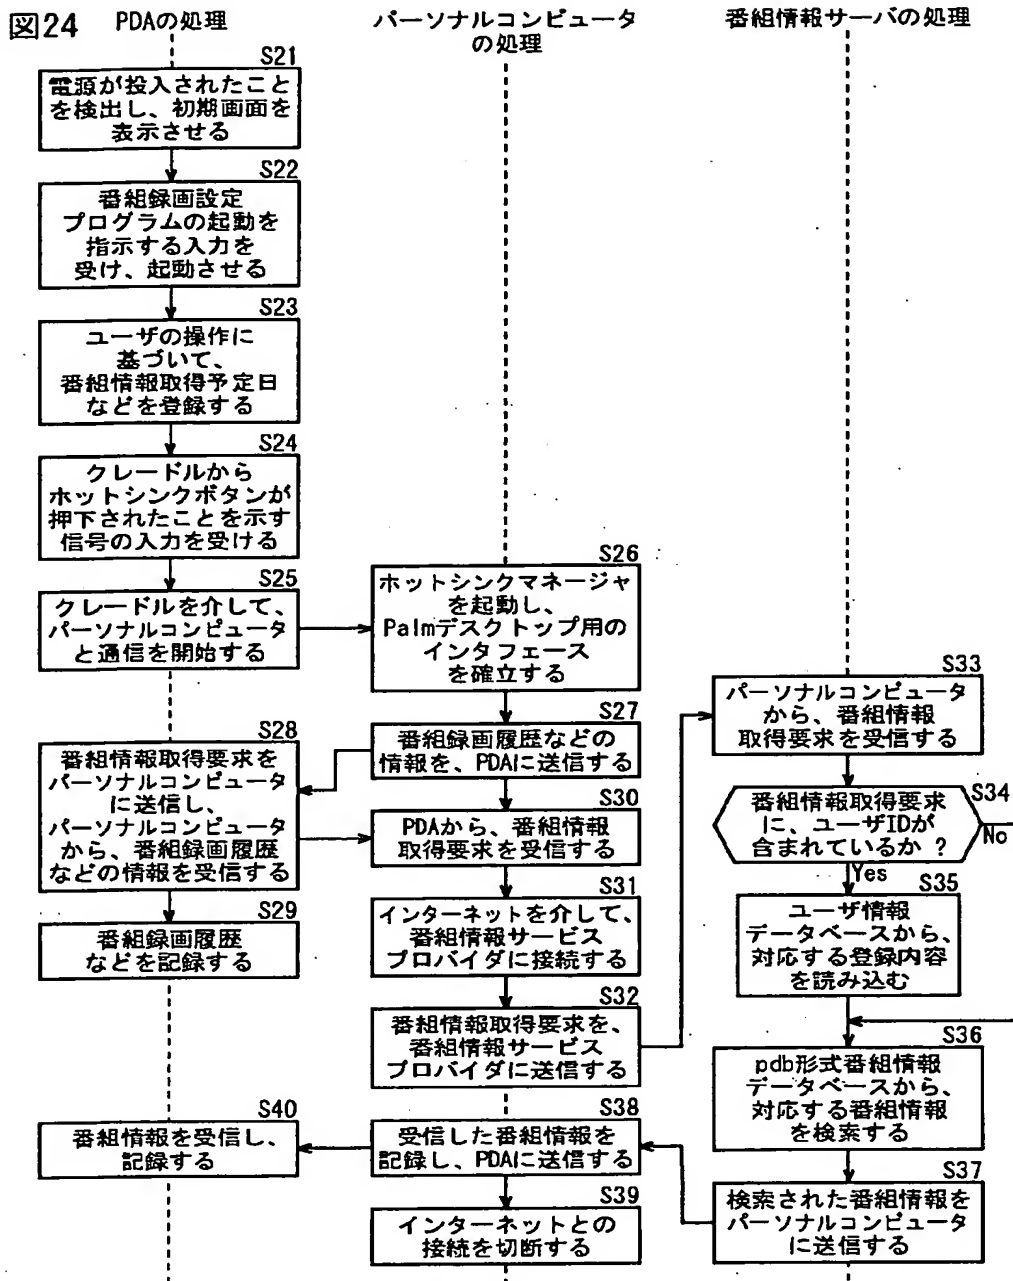 図24
PDAの処理
パーソナルコンピュータ
の処理
番組情報サーバの処理
S21
電源が投入されたこと
を検出し、初期画面を
表示させる
S22
番組録画設定
プログラムの起動を
指示する入力を
受け、起動させる
S23
ユーザの操作に
基づいて、
番組情報取得予定日
などを登録する
S24
クレードルから
ホットシンクボタンが
押下されたことを示す
信号の入力を受ける
S25
クレードルを介して、
パーソナルコンピュータ
と通信を開始する
S26
ホットシンクマネージャ
を起動し、
Palmデスクトップ用の
インタフェース
を確立する
S27
番組録画履歴などの
情報を、PDAに送信する
S28
番組情報取得要求を
パーソナルコンピュータ
に送信し、
パーソナルコンピュータ
から、番組録画履歴
などの情報を受信する
S29
番組録画履歴
などを記録する
S30
PDAから、番組情報
取得要求を受信する
S31
インターネットを介して、
番組情報サービス
プロバイダに接続する
S32
番組情報取得要求を、
番組情報サービス
プロバイダに送信する
S33
パーソナルコンピュータ
から、番組情報
取得要求を受信する
S34
番組情報取得要求
に、ユーザIDが
含まれているか ?
No
Yes
S35
ユーザ情報
データベースから、
対応する登録内容
を読み込む
S36
pdb形式番組情報
データベースから、
対応する番組情報
を検索する
S37
検索された番組情報を
パーソナルコンピュータ
に送信する
S38
受信した番組情報を
記録し、PDAに送信する
S39
インターネットとの
接続を切断する
S40
番組情報を受信し、
記録する